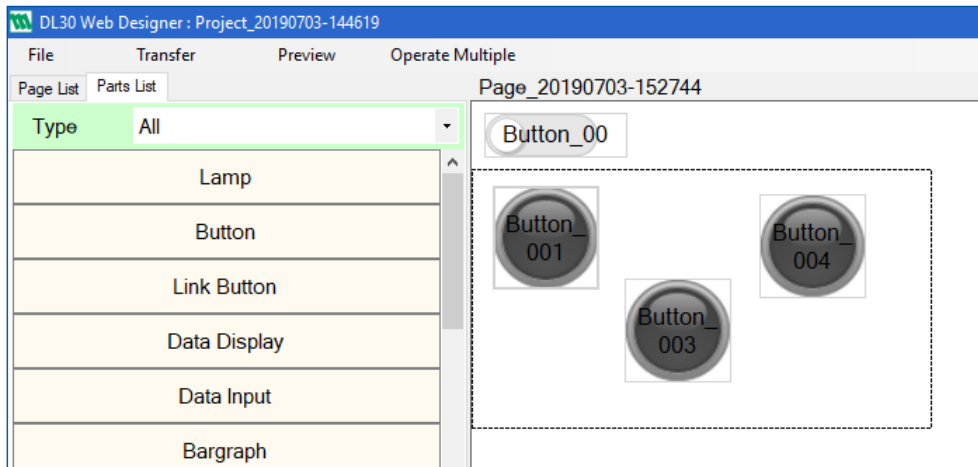 DL30 Web Designer : Project_20190703-144619
File Transfer Preview Operate Multiple
Page List Parts List
Page_20190703-152744
Type All
Lamp
Button
Link Button
Data Display
Data Input
Bargraph
Button_00
Button_
001
Button_
004
Button_
003